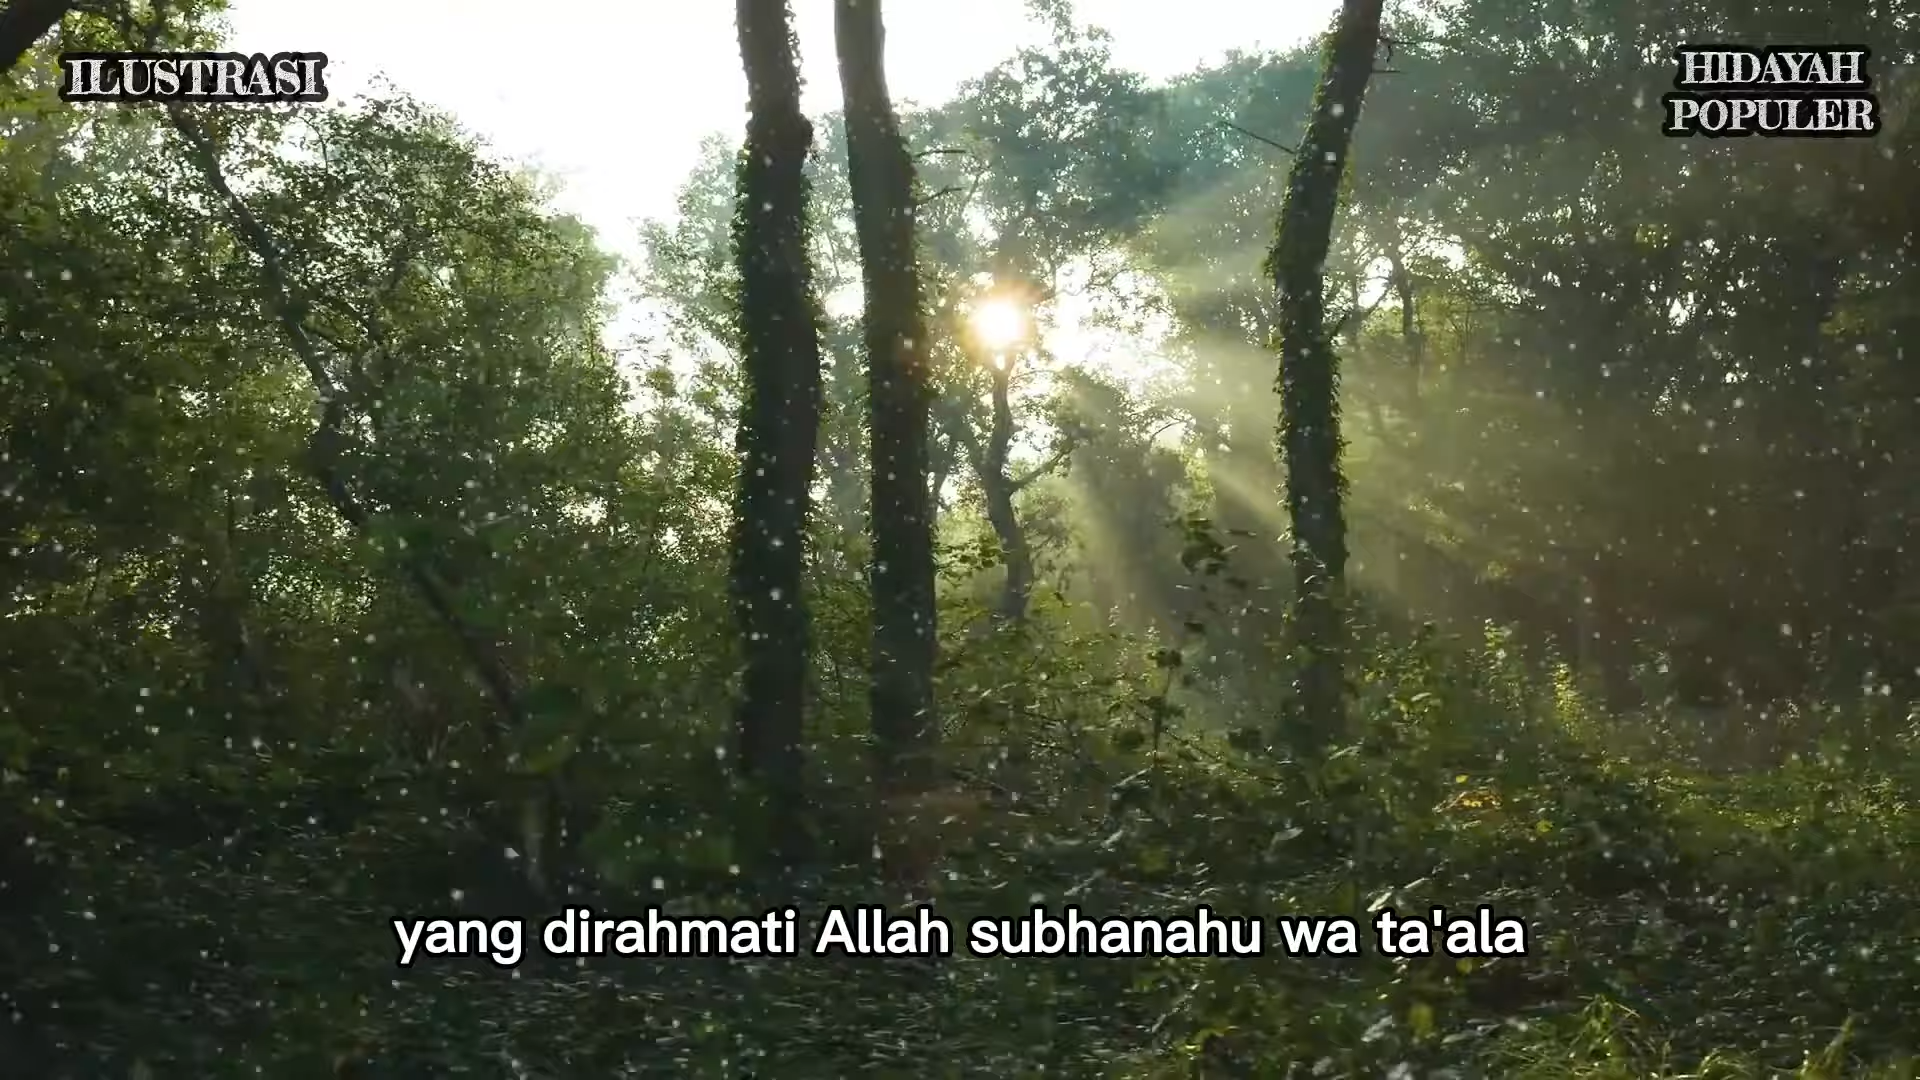 ILUSTRASI
HIDAYAH
POPULER
yang dirahmati Allah subhanahu wa ta'ala